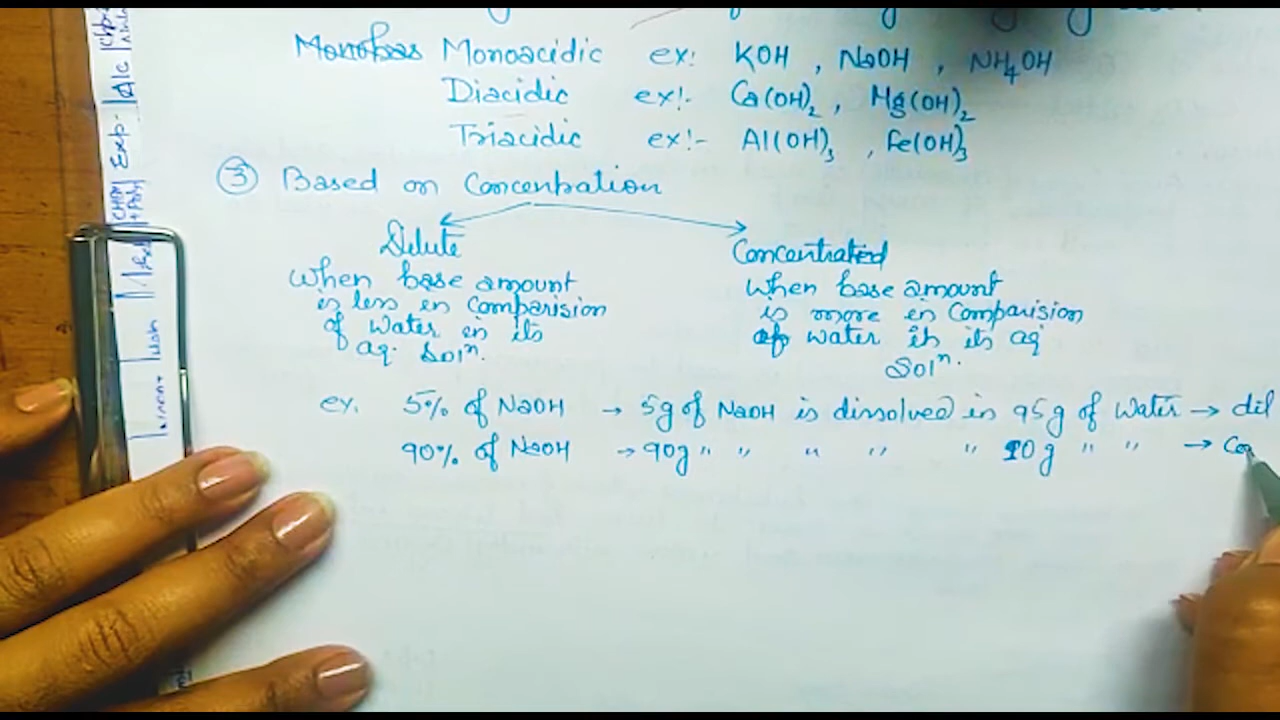 Monobas Monoacidic ex:- KOH , NaOH , NH4OH
Diacidic ex!- Ca(OH)2 , Mg(OH)2
Triacidic ex!- Al(OH)3 , Fe(OH)3
③ Based on Concentration
Dilute
When base amount
is less in Comparision
of Water in its
aq. Solⁿ.
Concentrated
When base amount
is more in Comparision
of water in its aq
Solⁿ.
ex. 5% of NaOH → 5g of NaOH is dissolved in 95g of Water → dil
90% of NaOH → 90g " " " " " 10g " " → Con
Exp.